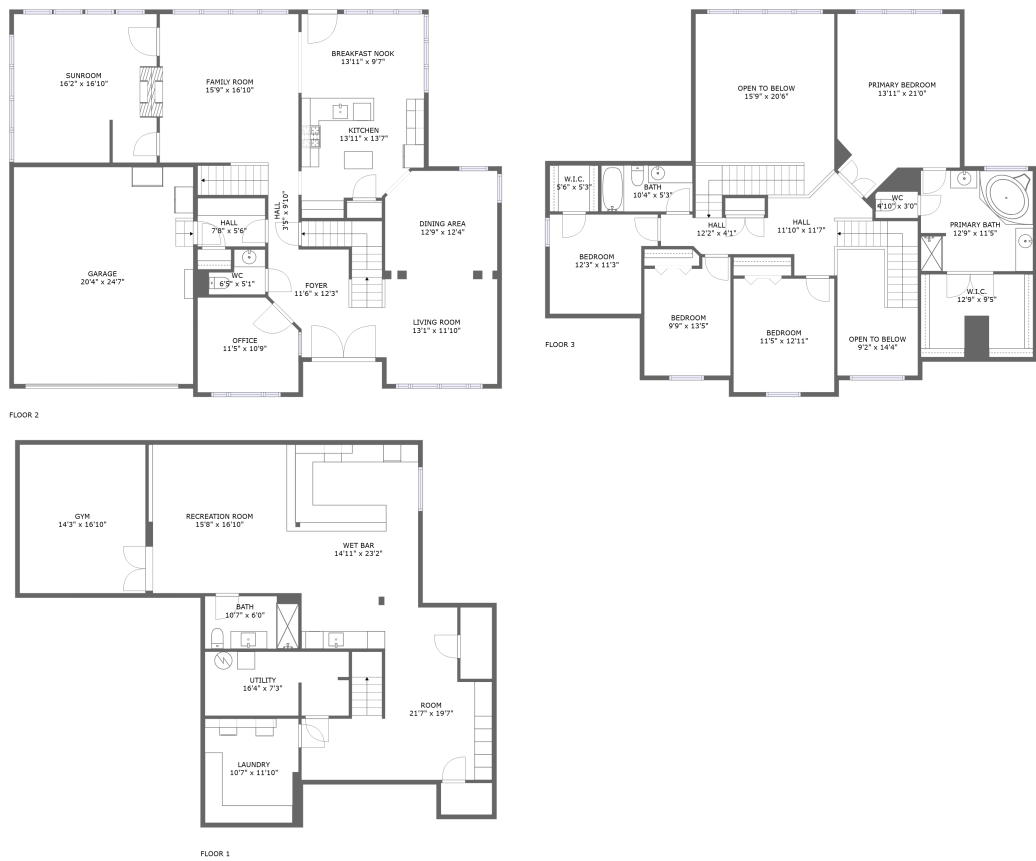 SUNROOM
16'2" x 16'10"
FAMILY ROOM
15'9" x 16'10"
BREAKFAST NOOK
13'11" x 9'7"
KITCHEN
13'11" x 13'7"
HALL
3'5" x 9'10"
HALL
7'8" x 5'6"
DINING AREA
12'9" x 12'4"
GARAGE
20'4" x 24'7"
WC
6'5" x 5'1"
FOYER
11'6" x 12'3"
OFFICE
11'5" x 10'9"
LIVING ROOM
13'1" x 11'10"
FLOOR 2
OPEN TO BELOW
15'9" x 20'6"
PRIMARY BEDROOM
13'11" x 21'0"
W.I.C.
5'6" x 5'3"
BATH
10'4" x 5'3"
WC
4'10" x 3'0"
HALL
12'2" x 4'1"
HALL
11'10" x 11'7"
PRIMARY BATH
12'9" x 11'5"
BEDROOM
12'3" x 11'3"
W.I.C.
12'9" x 9'5"
BEDROOM
9'9" x 13'5"
BEDROOM
11'5" x 12'11"
OPEN TO BELOW
9'2" x 14'4"
FLOOR 3
GYM
14'3" x 16'10"
RECREATION ROOM
15'8" x 16'10"
WET BAR
14'11" x 23'2"
BATH
10'7" x 6'0"
UTILITY
16'4" x 7'3"
ROOM
21'7" x 19'7"
LAUNDRY
10'7" x 11'10"
FLOOR 1